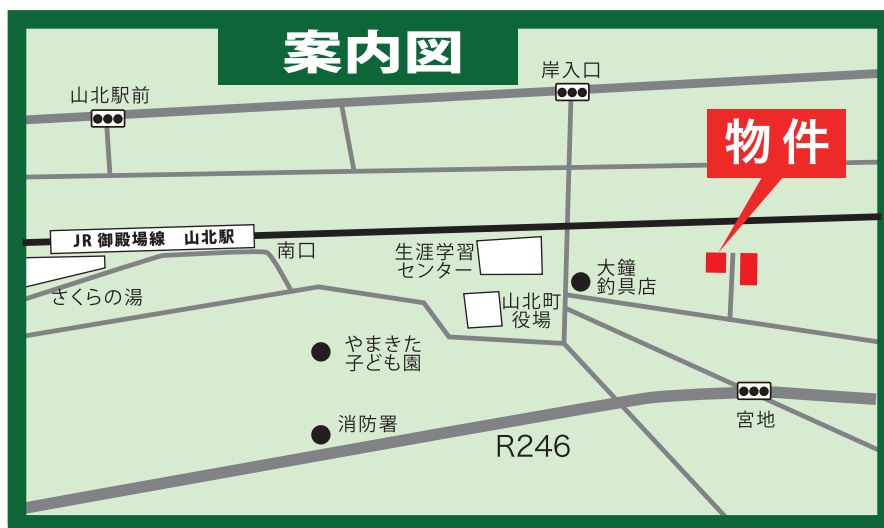 案内図
山北駅前
岸入口
物件
JR 御殿場線　山北駅
南口
生涯学習
センター
大鐘
釣具店
さくらの湯
山北町
役場
やまきた
子ども園
消防署
宮地
R246